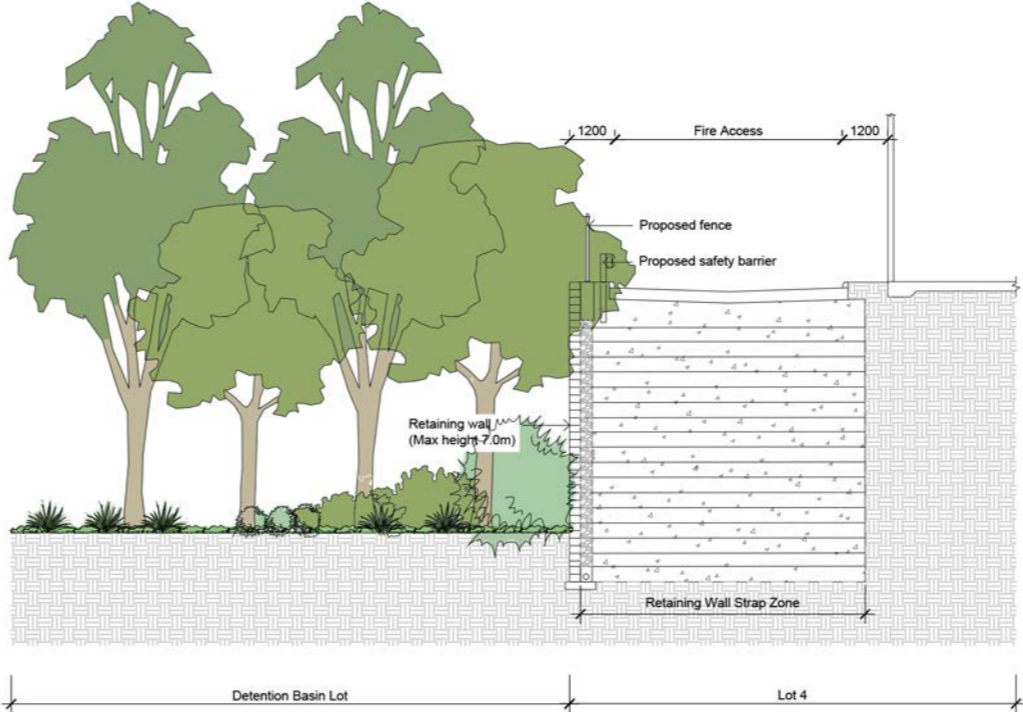 1200 Fire Access 1200
Proposed fence
Proposed safety barrier
Retaining wall
(Max height 7.0m)
Retaining Wall Strap Zone
Detention Basin Lot Lot 4